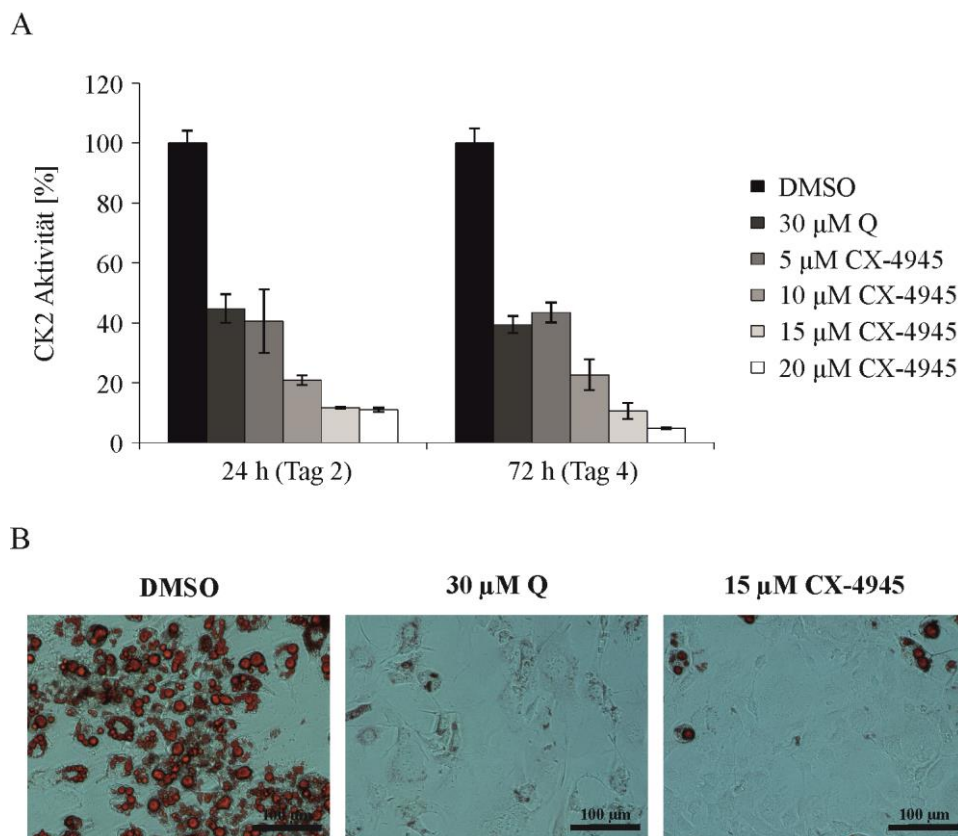 A
120
100
80
60
40
20
0
CK2 Aktivität [%]
24 h (Tag 2)
72 h (Tag 4)
DMSO
30 µM Q
5 µM CX-4945
10 µM CX-4945
15 µM CX-4945
20 µM CX-4945
B
DMSO
30 µM Q
15 µM CX-4945
100 µm
100 µm
100 µm